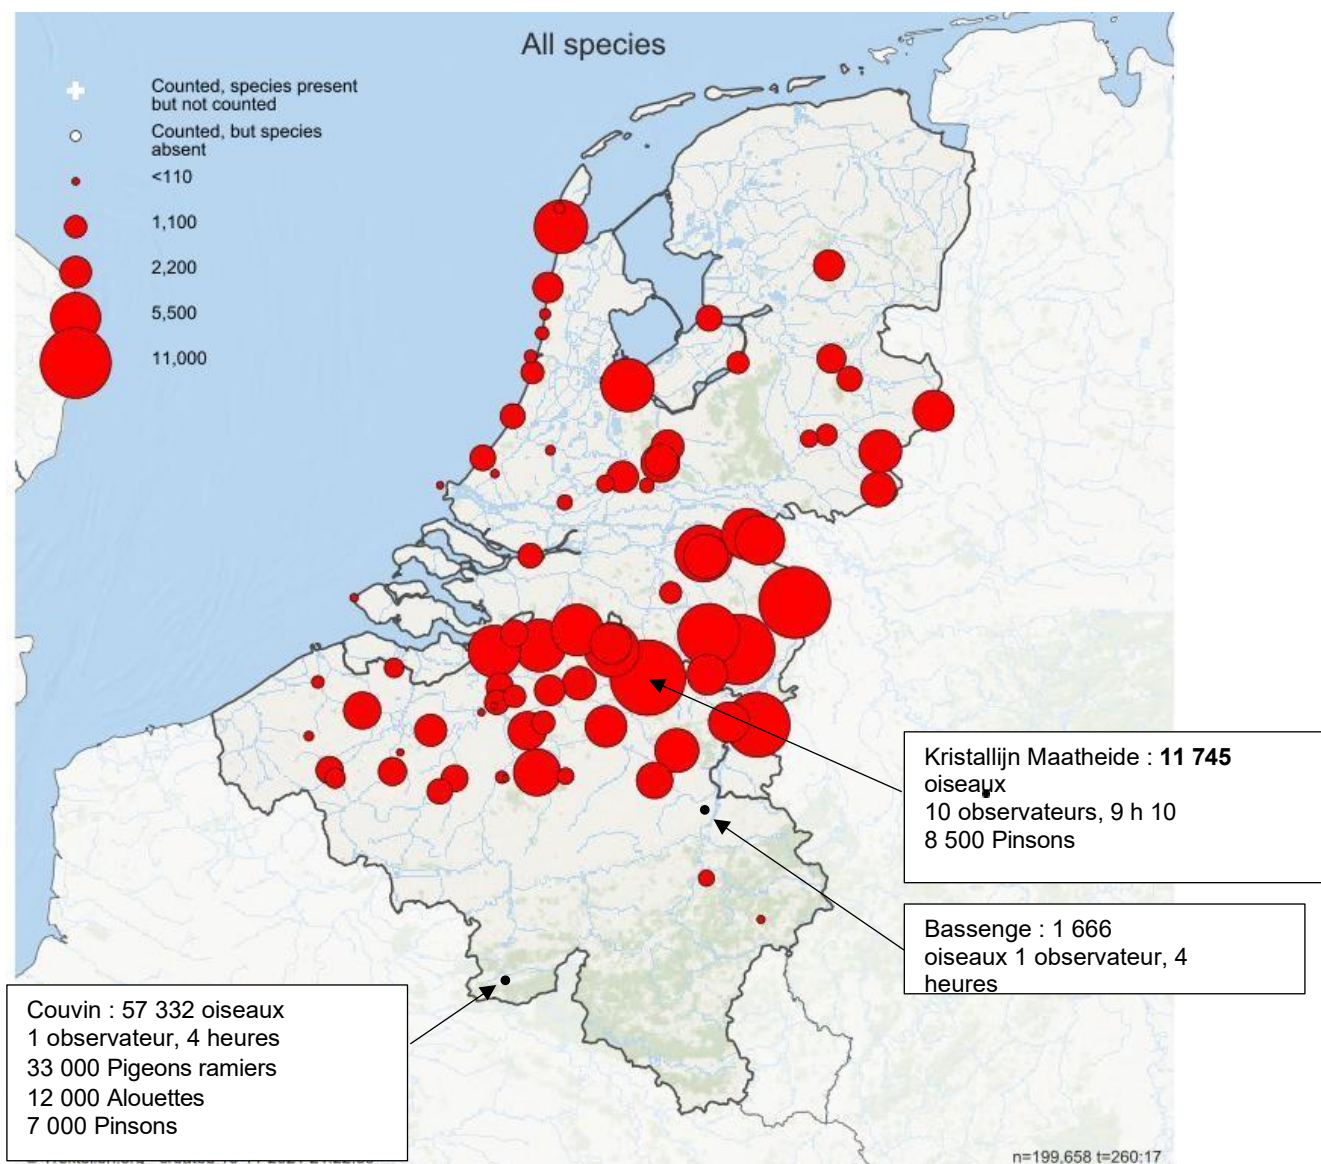 All species
Counted, species present
but not counted
Counted, but species
absent
<110
1,100
2,200
5,500
11,000
Kristallijn Maatheide : 11 745
oiseaux
10 observateurs, 9 h 10
8 500 Pinsons
Bassenge : 1 666
oiseaux 1 observateur, 4
heures
Couvin : 57 332 oiseaux
1 observateur, 4 heures
33 000 Pigeons ramiers
12 000 Alouettes
7 000 Pinsons
n=199,658 t=260:17